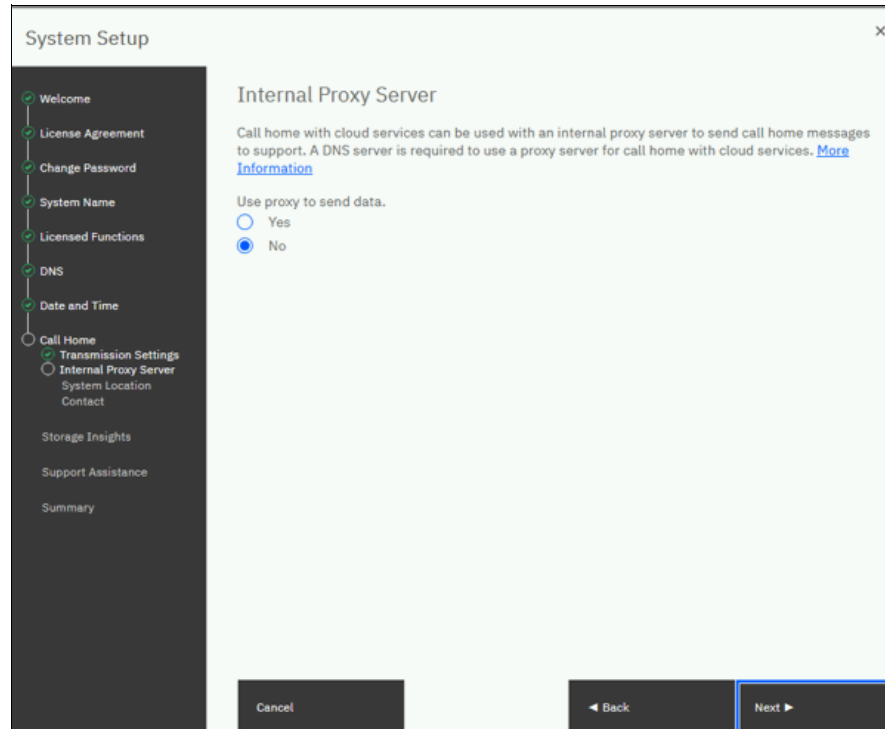 System Setup
×
Welcome
License Agreement
Change Password
System Name
Licensed Functions
DNS
Date and Time
Call Home
Transmission Settings
Internal Proxy Server
System Location
Contact
Storage Insights
Support Assistance
Summary
Internal Proxy Server
Call home with cloud services can be used with an internal proxy server to send call home messages
to support. A DNS server is required to use a proxy server for call home with cloud services. More
Information
Use proxy to send data.
Yes
No
Cancel
◄ Back
Next ►